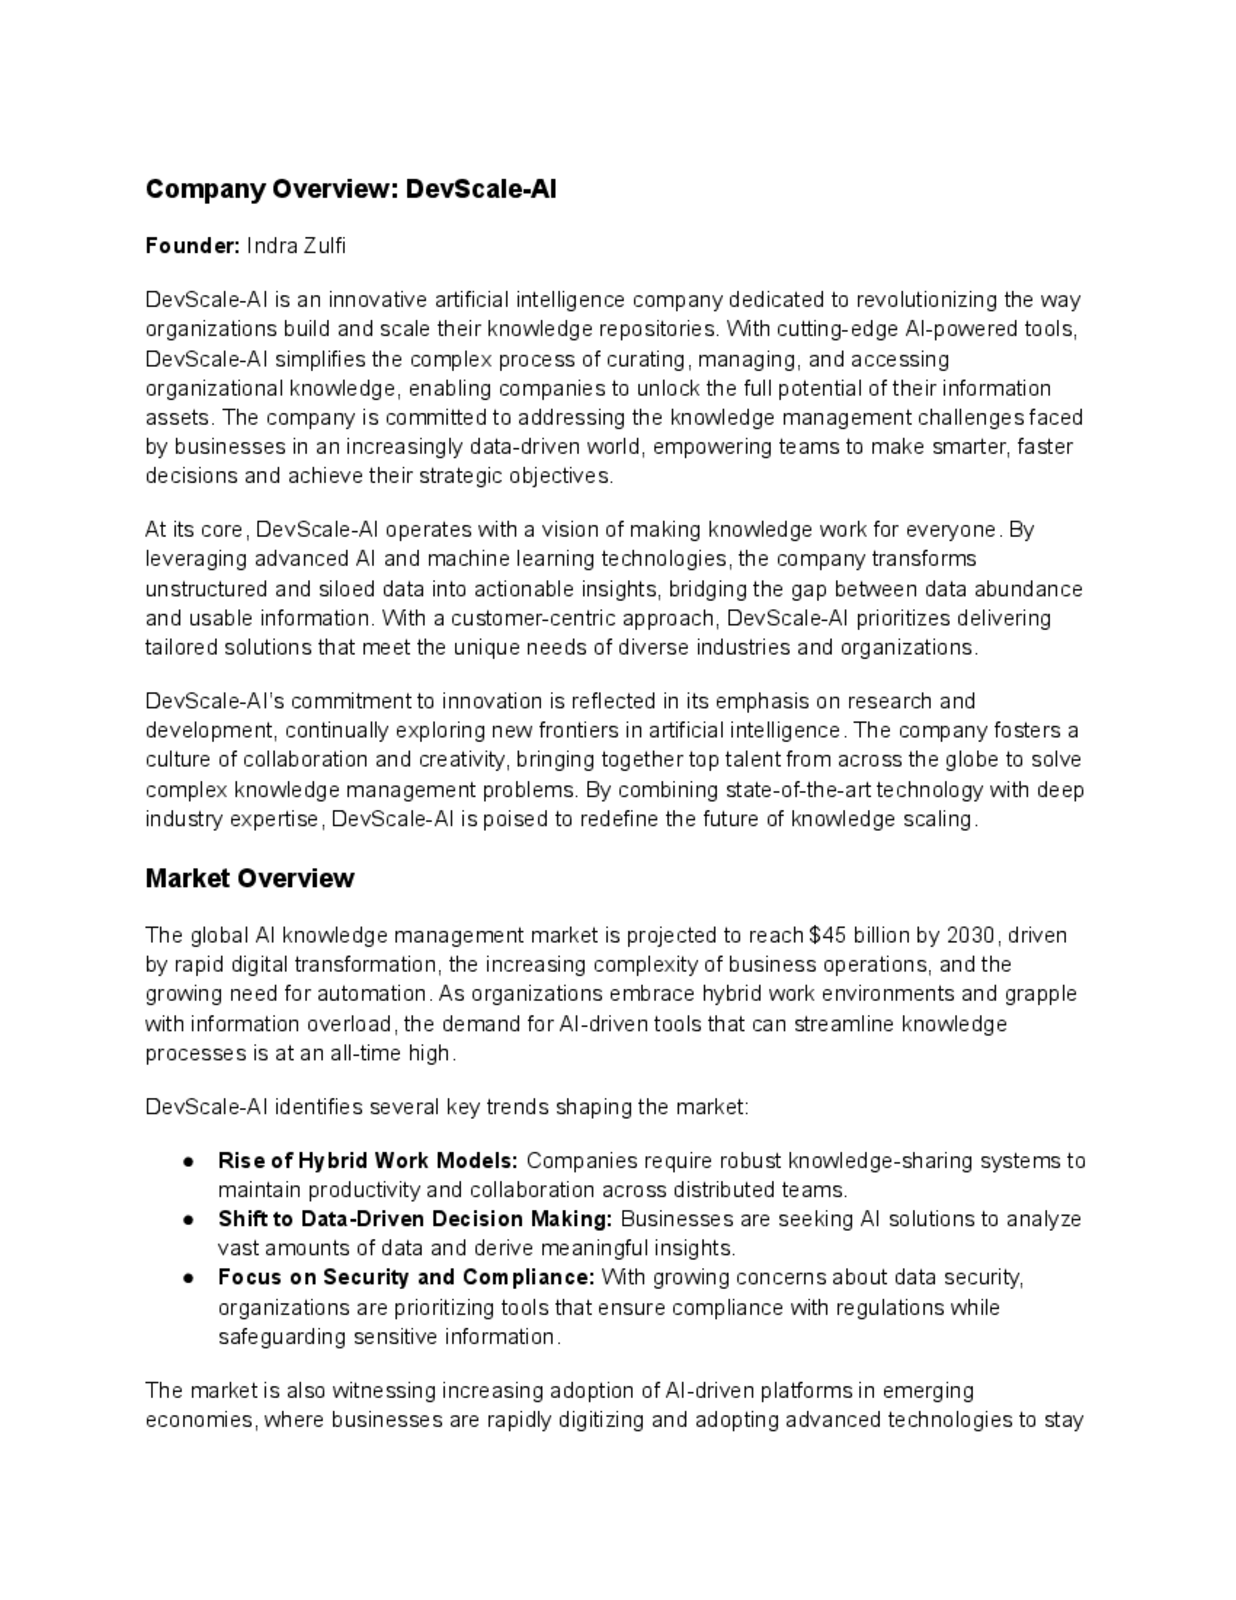 Company Overview: DevScale-AI
Founder: Indra Zulfi
DevScale-AI is an innovative artificial intelligence company dedicated to revolutionizing the way
organizations build and scale their knowledge repositories. With cutting-edge AI-powered tools,
DevScale-AI simplifies the complex process of curating, managing, and accessing
organizational knowledge, enabling companies to unlock the full potential of their information
assets. The company is committed to addressing the knowledge management challenges faced
by businesses in an increasingly data-driven world, empowering teams to make smarter, faster
decisions and achieve their strategic objectives.
At its core, DevScale-AI operates with a vision of making knowledge work for everyone. By
leveraging advanced AI and machine learning technologies, the company transforms
unstructured and siloed data into actionable insights, bridging the gap between data abundance
and usable information. With a customer-centric approach, DevScale-AI prioritizes delivering
tailored solutions that meet the unique needs of diverse industries and organizations.
DevScale-AI's commitment to innovation is reflected in its emphasis on research and
development, continually exploring new frontiers in artificial intelligence. The company fosters a
culture of collaboration and creativity, bringing together top talent from across the globe to solve
complex knowledge management problems. By combining state-of-the-art technology with deep
industry expertise, DevScale-AI is poised to redefine the future of knowledge scaling.
Market Overview
The global AI knowledge management market is projected to reach $45 billion by 2030, driven
by rapid digital transformation, the increasing complexity of business operations, and the
growing need for automation. As organizations embrace hybrid work environments and grapple
with information overload, the demand for AI-driven tools that can streamline knowledge
processes is at an all-time high.
DevScale-AI identifies several key trends shaping the market:
● Rise of Hybrid Work Models: Companies require robust knowledge-sharing systems to
maintain productivity and collaboration across distributed teams.
● Shift to Data-Driven Decision Making: Businesses are seeking AI solutions to analyze
vast amounts of data and derive meaningful insights.
● Focus on Security and Compliance: With growing concerns about data security,
organizations are prioritizing tools that ensure compliance with regulations while
safeguarding sensitive information.
The market is also witnessing increasing adoption of AI-driven platforms in emerging
economies, where businesses are rapidly digitizing and adopting advanced technologies to stay